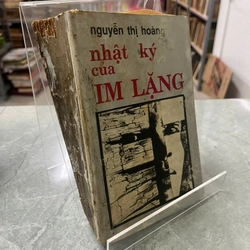 nguyễn thị hoàng
nhật ký
của
IM LẶNG